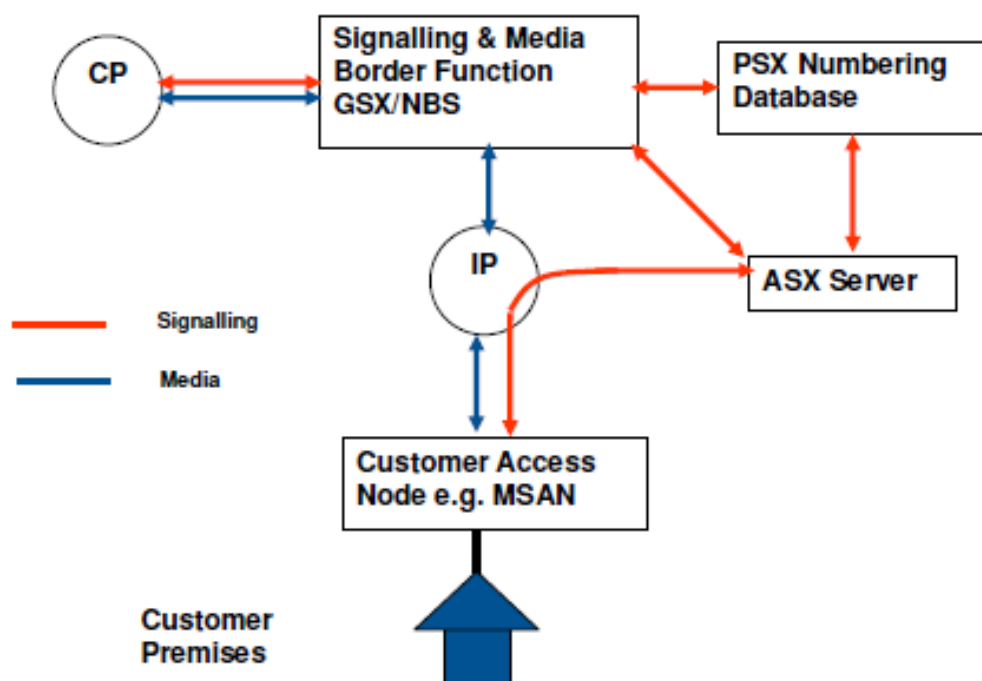 CP
Signalling & Media
Border Function
GSX/NBS
PSX Numbering
Database
IP
ASX Server
Signalling
Media
Customer Access
Node e.g. MSAN
Customer
Premises